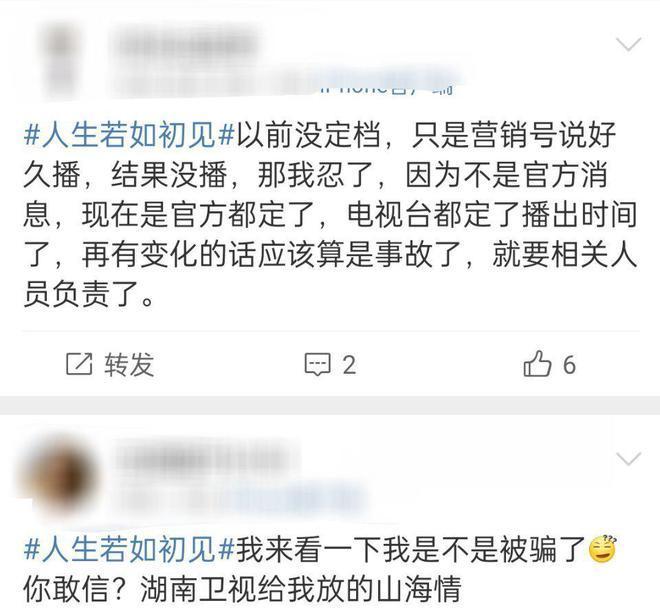 #人生若如初见#以前没定档，只是营销号说好
久播，结果没播，那我忍了，因为不是官方消
息，现在是官方都定了，电视台都定了播出时间
了，再有变化的话应该算是事故了，就要相关人
员负责了。
转发 2 6
#人生若如初见#我来看一下我是不是被骗了
你敢信？湖南卫视给我放的山海情